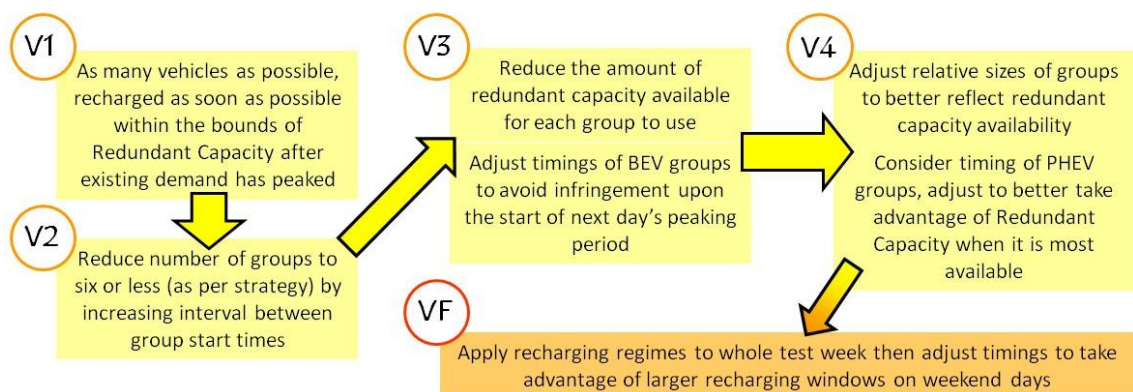 V1
As many vehicles as possible,
recharged as soon as possible
within the bounds of
Redundant Capacity after
existing demand has peaked
V2
Reduce number of groups to
six or less (as per strategy) by
increasing interval between
group start times
V3
Reduce the amount of
redundant capacity available
for each group to use
Adjust timings of BEV groups
to avoid infringement upon
the start of next day's peaking
period
V4
Adjust relative sizes of groups
to better reflect redundant
capacity availability
Consider timing of PHEV
groups, adjust to better take
advantage of Redundant
Capacity when it is most
available
VF
Apply recharging regimes to whole test week then adjust timings to take
advantage of larger recharging windows on weekend days